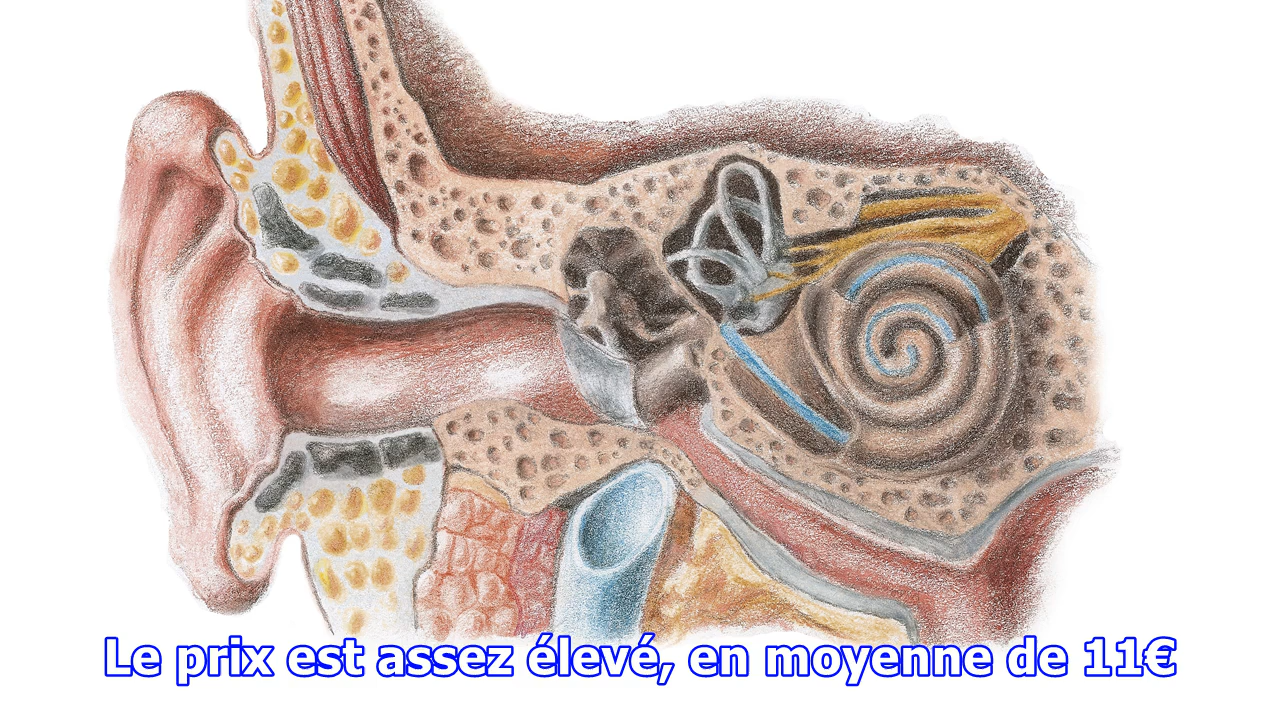 Le prix est assez élevé, en moyenne de 11€